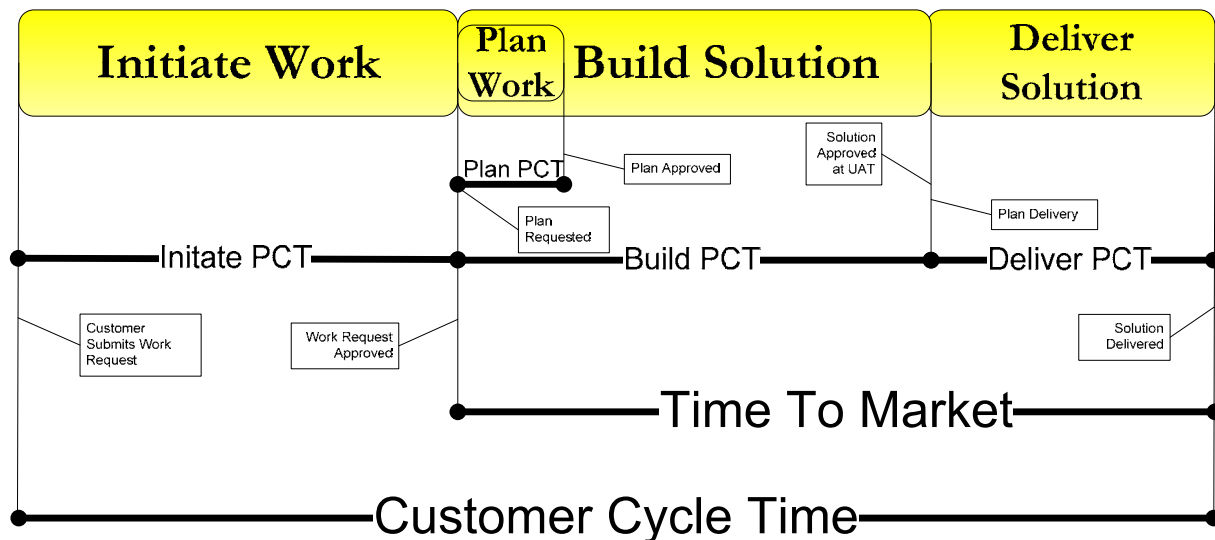 Initiate Work
Plan
Work
Build Solution
Deliver
Solution
Solution
Approved
at UAT
Plan PCT
Plan Approved
Plan
Requested
Plan Delivery
Initate PCT
Build PCT
Deliver PCT
Customer
Submits Work
Request
Work Request
Approved
Solution
Delivered
Time To Market
Customer Cycle Time